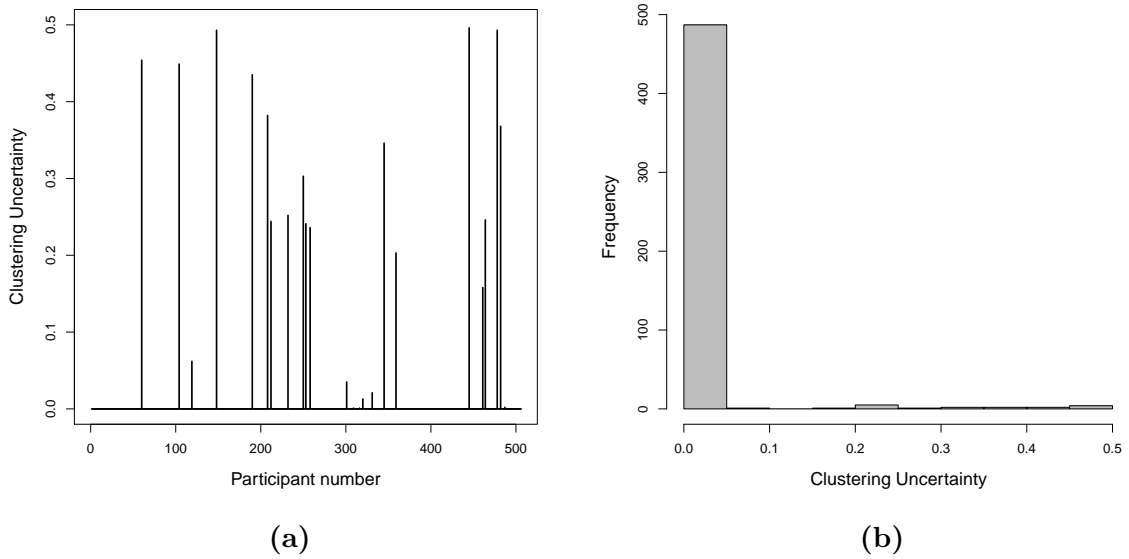 0.5
0.4
0.3
0.2
0.1
0.0
Clustering Uncertainty
0 100 200 300 400 500
Participant number
(a)
500
400
300
200
100
0
Frequency
0.0 0.1 0.2 0.3 0.4 0.5
Clustering Uncertainty
(b)